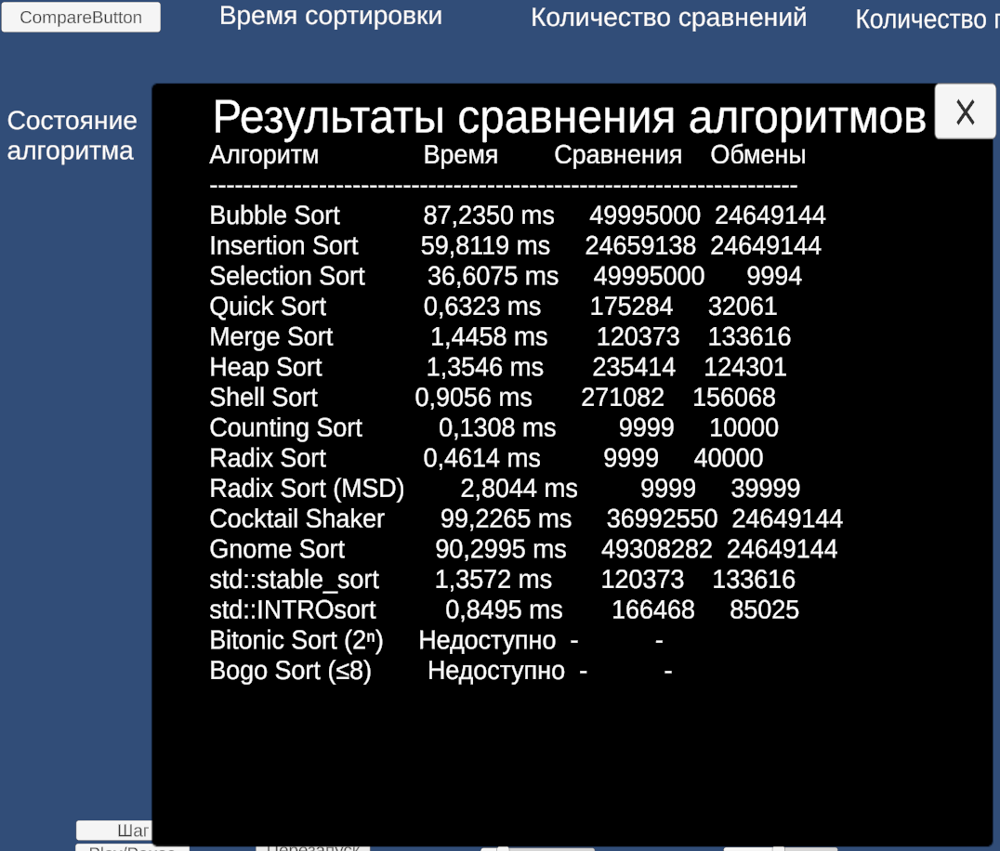 CompareButton Время сортировки Количество сравнений Количество
Состояние
алгоритма
Результаты сравнения алгоритмов X
Алгоритм Время Сравнения Обмены
----------------------------------------------------------------------
Bubble Sort 87,2350 ms 49995000 24649144
Insertion Sort 59,8119 ms 24659138 24649144
Selection Sort 36,6075 ms 49995000 9994
Quick Sort 0,6323 ms 175284 32061
Merge Sort 1,4458 ms 120373 133616
Heap Sort 1,3546 ms 235414 124301
Shell Sort 0,9056 ms 271082 156068
Counting Sort 0,1308 ms 9999 10000
Radix Sort 0,4614 ms 9999 40000
Radix Sort (MSD) 2,8044 ms 9999 39999
Cocktail Shaker 99,2265 ms 36992550 24649144
Gnome Sort 90,2995 ms 49308282 24649144
std::stable_sort 1,3572 ms 120373 133616
std::INTROsort 0,8495 ms 166468 85025
Bitonic Sort (2ⁿ) Недоступно - -
Bogo Sort (≤8) Недоступно - -
Шаг
Play/Pause Перезапуск